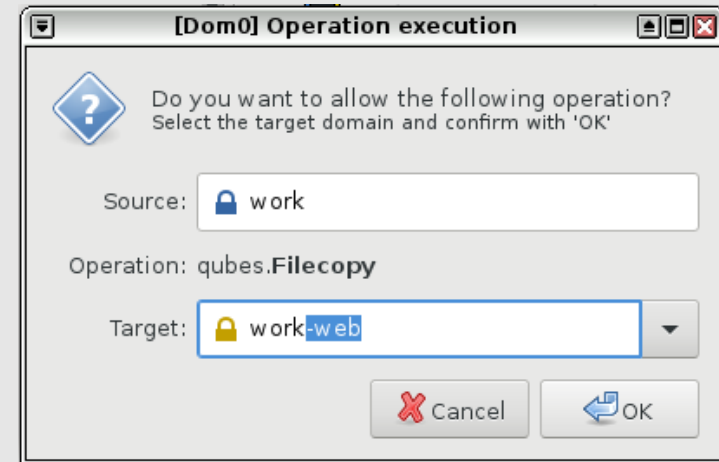 [Dom0] Operation execution
Do you want to allow the following operation?
Select the target domain and confirm with 'OK'
Source: work
Operation: qubes.Filecopy
Target: work-web
Cancel OK